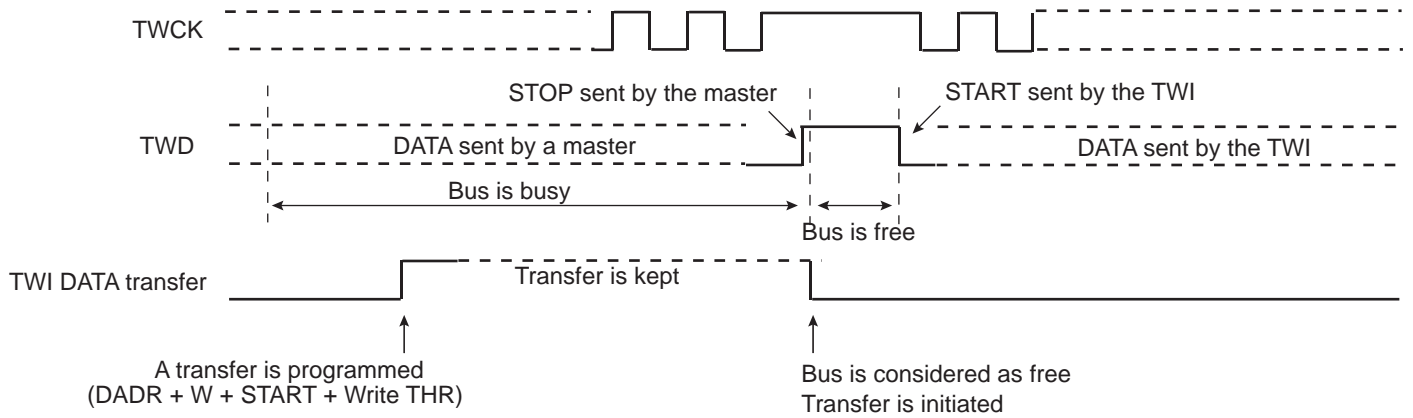 TWCK
STOP sent by the master
START sent by the TWI
TWD
DATA sent by a master
DATA sent by the TWI
Bus is busy
Bus is free
TWI DATA transfer
Transfer is kept
A transfer is programmed
(DADR + W + START + Write THR)
Bus is considered as free
Transfer is initiated